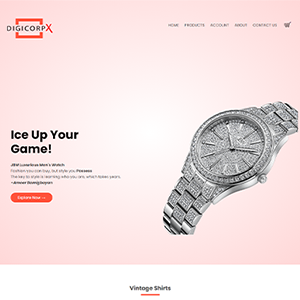 DIGICORPX
HOME PRODUCTS ACCOUNT ABOUT CONTACT US
Ice Up Your
Game!
JBW Luxurious Men's Watch
Fashion you can buy, but style you Possess
The key to style is learning who you are, which takes years.
Explore Now
Vintage Shirts